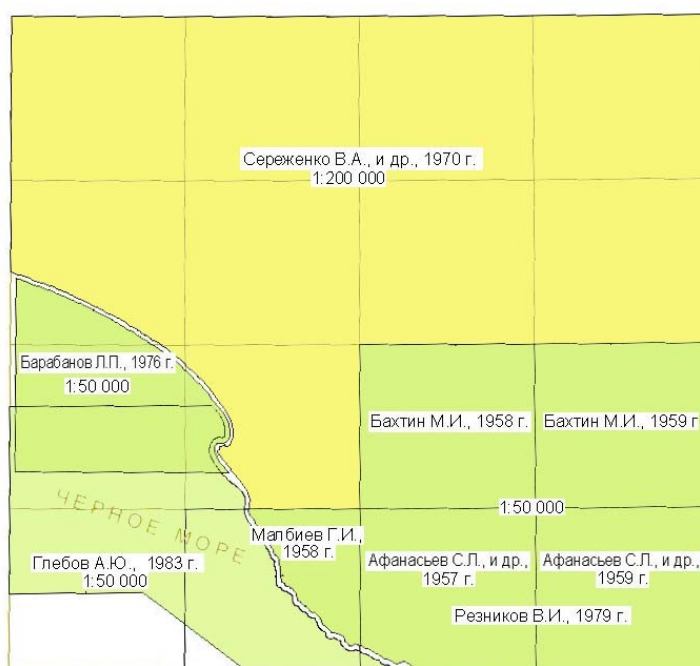 Сереженко В.А., и др., 1970 г.
1:200 000
Барабанов Л.П., 1976 г.
1:50 000
Бахтин М.И., 1958 г.
Бахтин М.И., 1959 г
1:50 000
ЧЕРНОЕ МОРЕ
Малбиев Г.И.,
1958 г.
Глебов А.Ю., 1983 г.
1:50 000
Афанасьев С.Л., и др.,
1957 г.
Афанасьев С.Л., и др.,
1959 г.
Резников В.И., 1979 г.